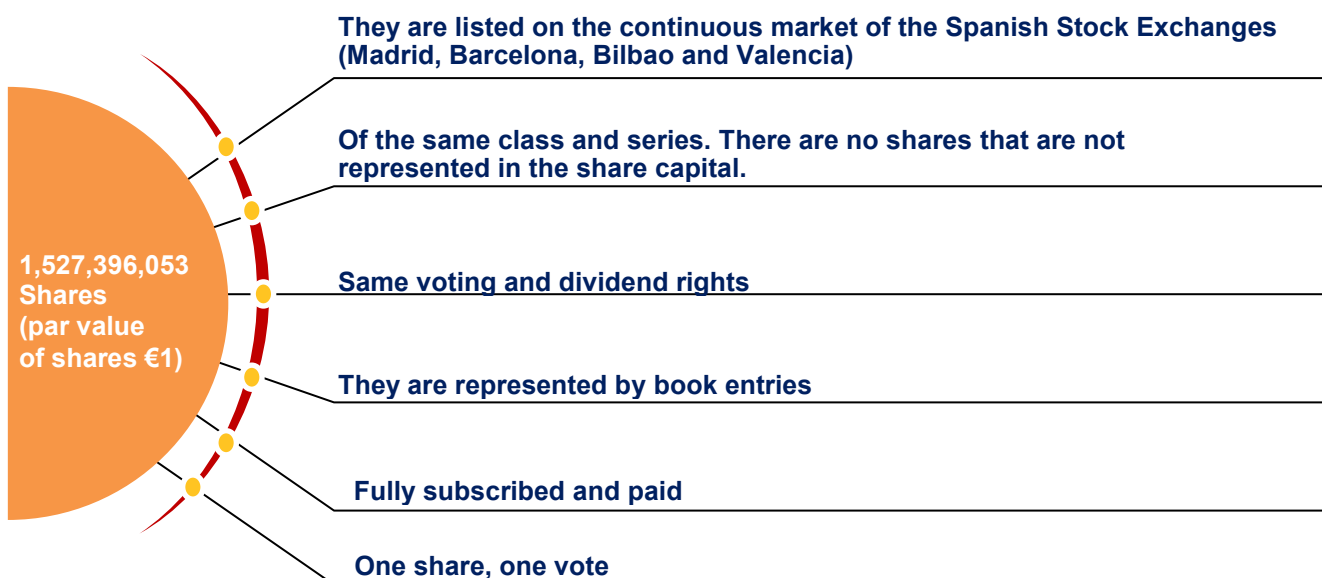 They are listed on the continuous market of the Spanish Stock Exchanges
(Madrid, Barcelona, Bilbao and Valencia)
Of the same class and series. There are no shares that are not
represented in the share capital.
1,527,396,053
Shares
(par value
of shares €1)
Same voting and dividend rights
They are represented by book entries
Fully subscribed and paid
One share, one vote